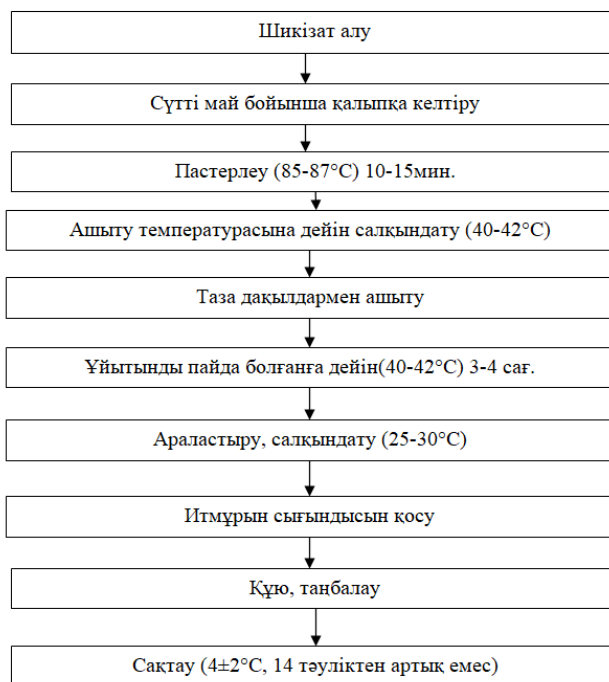 Шикізат алу
Сүтті май бойынша қалыпқа келтіру
Пастерлеу (85-87°С) 10-15мин.
Ашыту температурасына дейін салқындату (40-42°С)
Таза дақылдармен ашыту
Ұйытынды пайда болғанға дейін(40-42°С) 3-4 сағ.
Араластыру, салқындату (25-30°С)
Итмұрын сығындысын қосу
Құю, таңбалау
Сақтау (4±2°С, 14 тәуліктен артық емес)